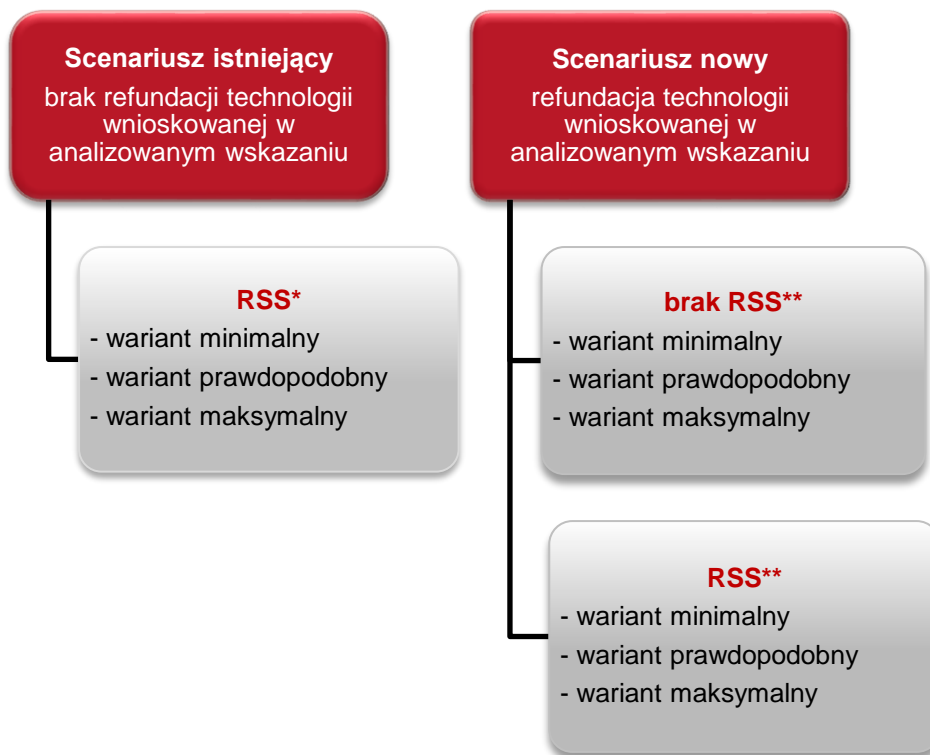 Scenariusz istniejący
brak refundacji technologii
wnioskowanej w
analizowanym wskazaniu
RSS*
- wariant minimalny
- wariant prawdopodobny
- wariant maksymalny
Scenariusz nowy
refundacja technologii
wnioskowanej w
analizowanym wskazaniu
brak RSS**
- wariant minimalny
- wariant prawdopodobny
- wariant maksymalny
RSS**
- wariant minimalny
- wariant prawdopodobny
- wariant maksymalny